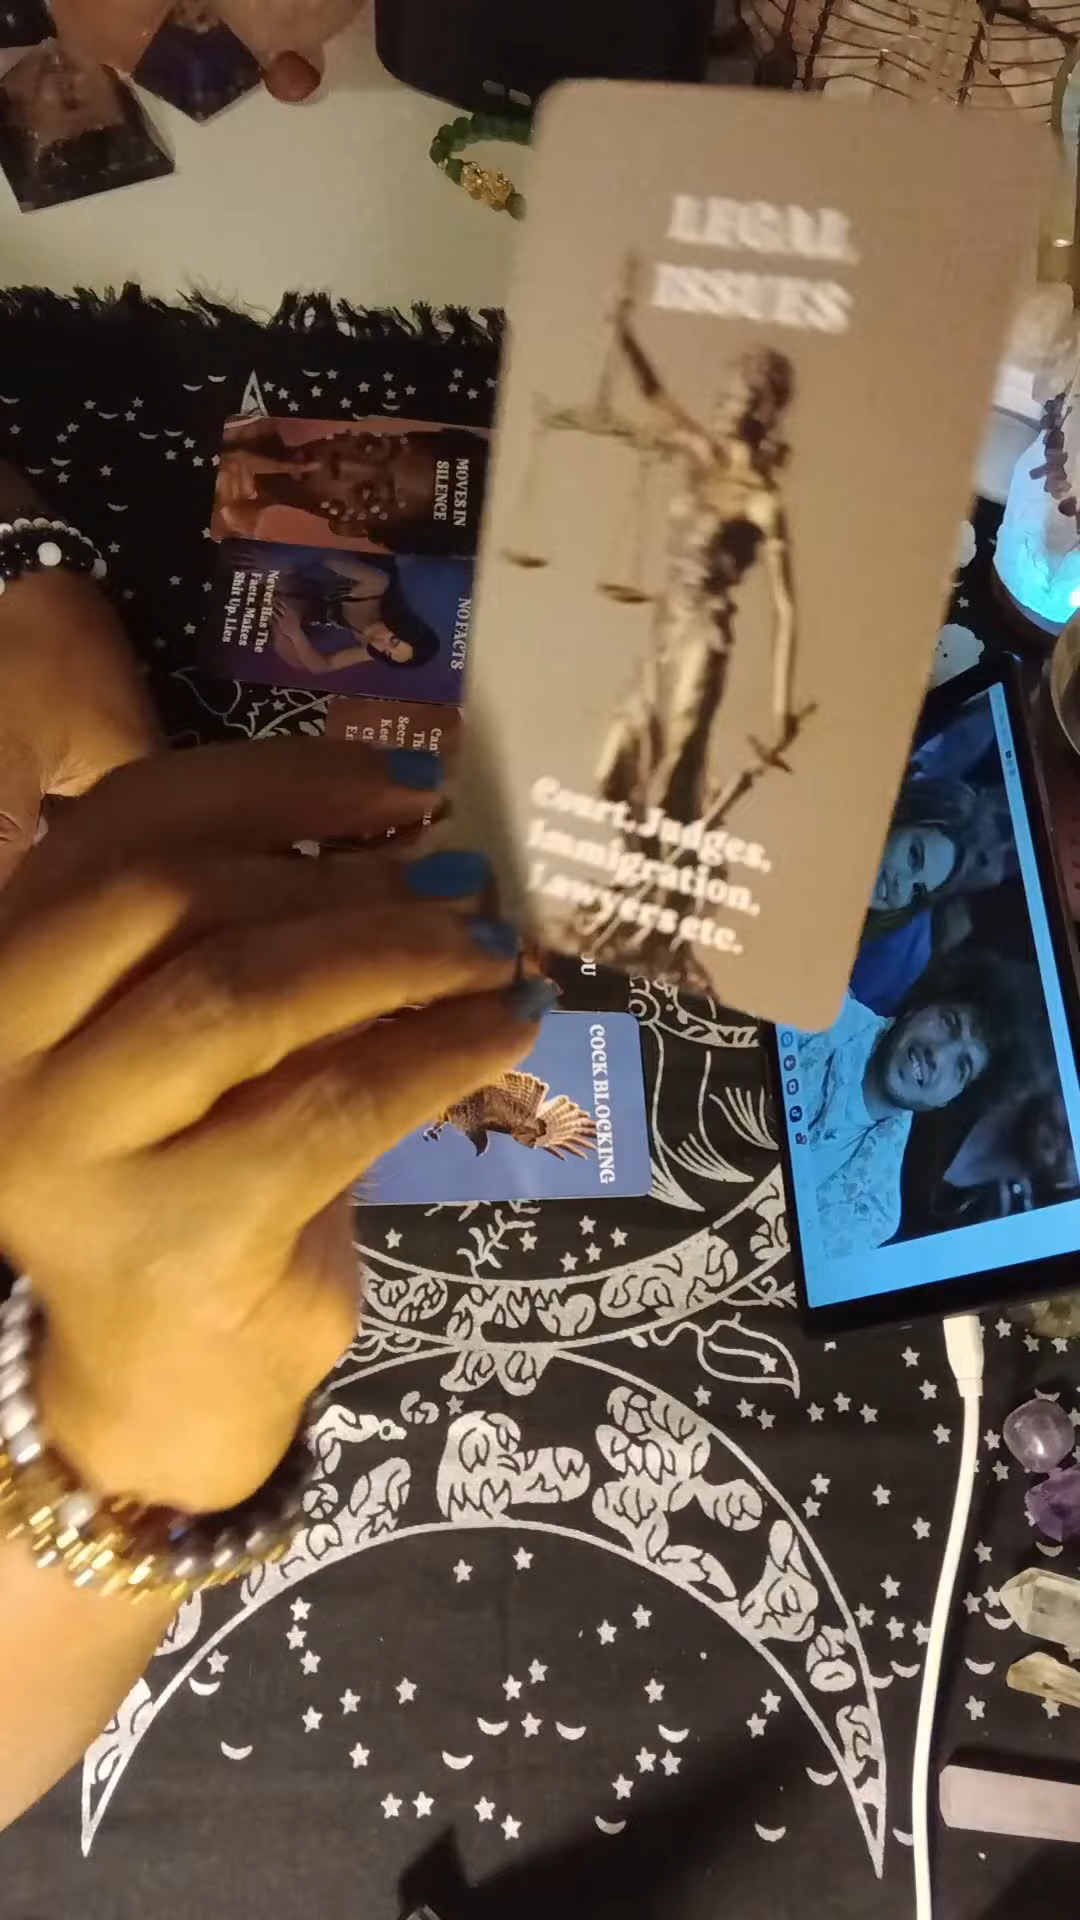 LEGAL
ISSUES
Court, Judges,
Immigration,
Lawyers etc.
MOVES IN
SILENCE
NO FACTS
Never Has The
Facts. Makes
Shit Up. Lies
COCK BLOCKING